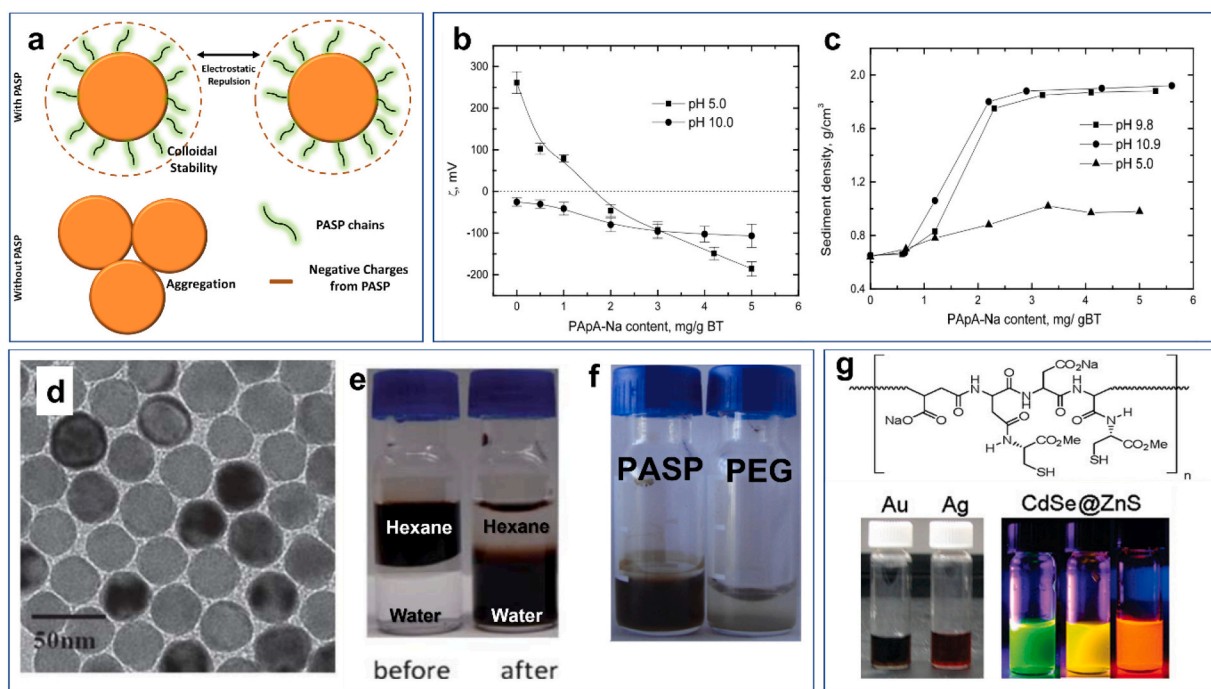 a
With PASP
Electrostatic
Repulsion
Colloidal
Stability
Without PASP
Aggregation
PASP chains
Negative Charges
from PASP
b
ζ, mV
300
200
100
0
-100
-200
pH 5.0
pH 10.0
0 1 2 3 4 5 6
PApA-Na content, mg/g BT
c
Sediment density, g/cm³
2.0
1.6
1.2
0.8
0.4
pH 9.8
pH 10.9
pH 5.0
0 1 2 3 4 5 6
PApA-Na content, mg/ gBT
d
50nm
e
Hexane
Hexane
Water
Water
before
after
f
PASP
PEG
g
CO₂Na
O
O
H
N
O
N
H
O
H
N
N
H
O
NaO
O
O
O
N
H
H
N
CO₂Me
SH
CO₂Me
SH
n
Au
Ag
CdSe@ZnS